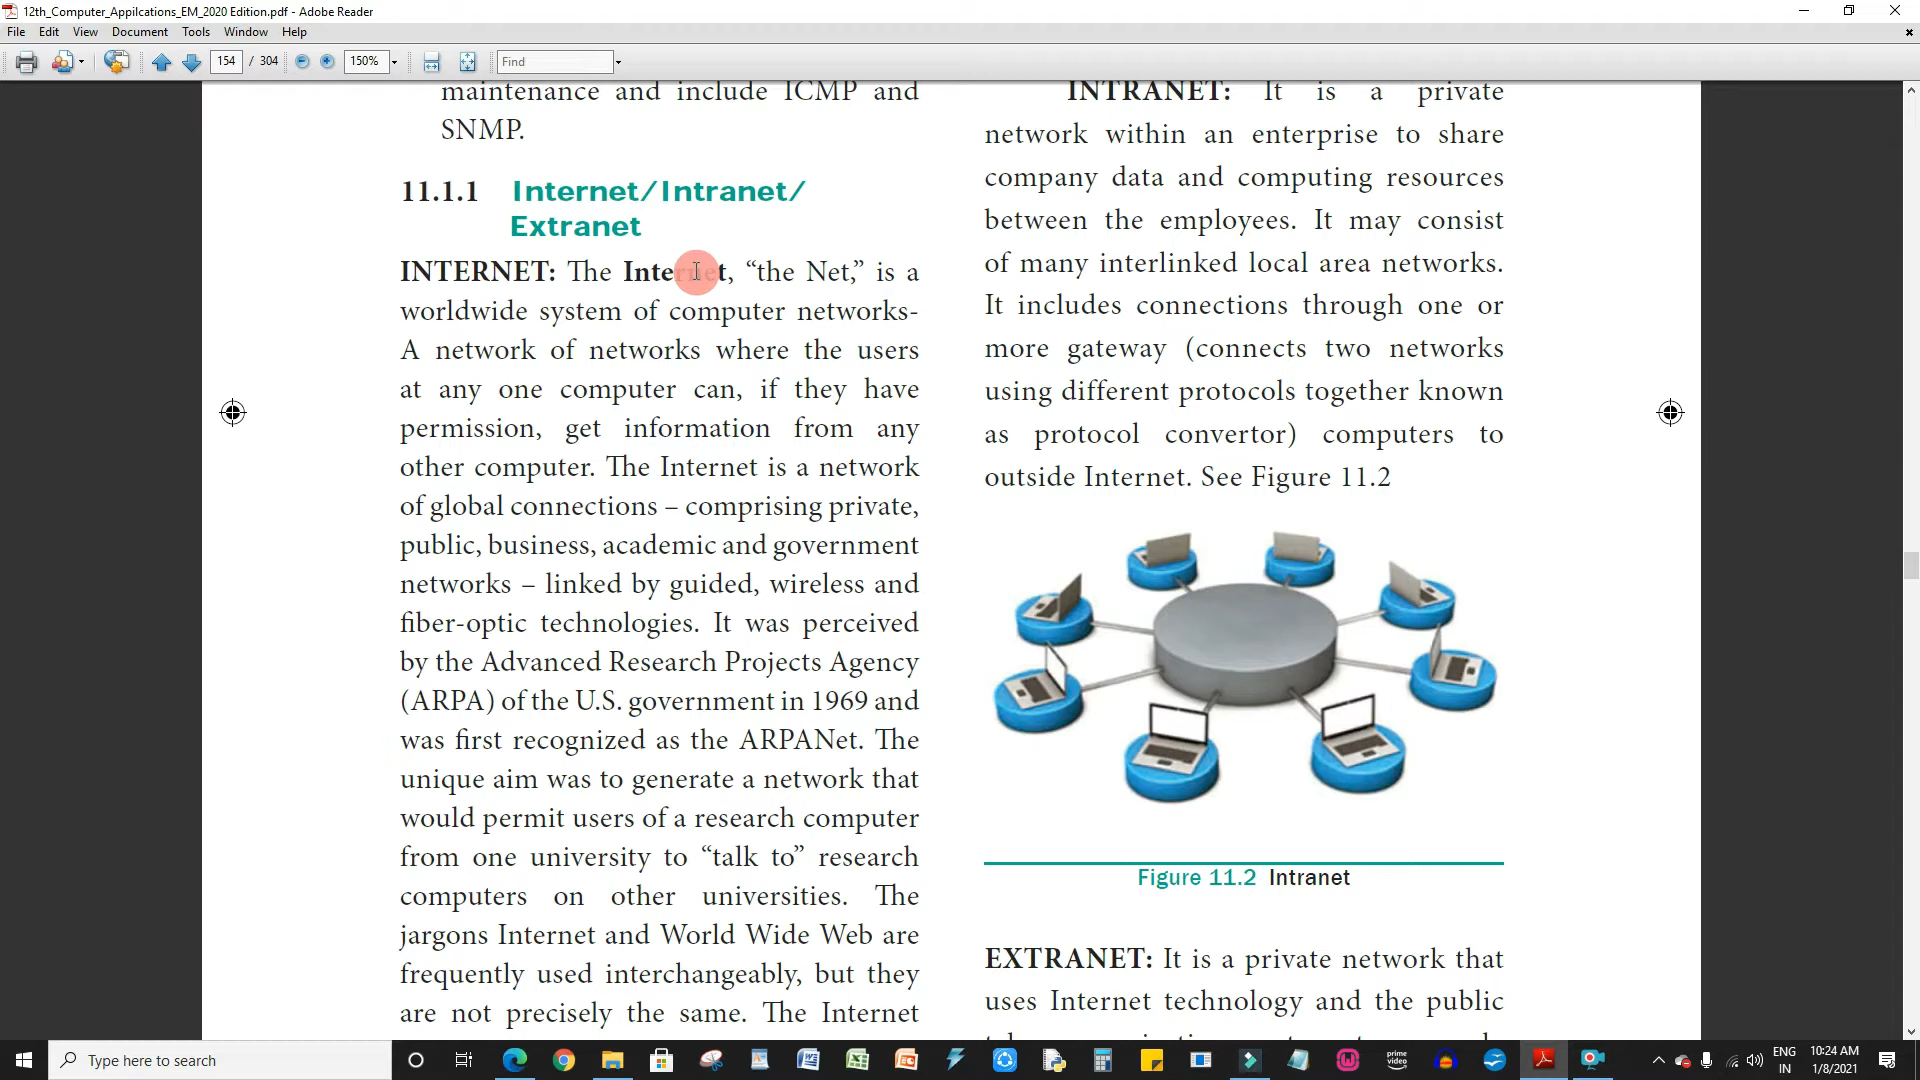 12th_Computer_Appilcations_EM_2020 Edition.pdf - Adobe Reader
File Edit View Document Tools Window Help
154 / 304 150% Find
maintenance and include ICMP and
SNMP.
11.1.1 Internet/Intranet/
Extranet
INTERNET: The Internet, “the Net,” is a
worldwide system of computer networks-
A network of networks where the users
at any one computer can, if they have
permission, get information from any
other computer. The Internet is a network
of global connections – comprising private,
public, business, academic and government
networks – linked by guided, wireless and
fiber-optic technologies. It was perceived
by the Advanced Research Projects Agency
(ARPA) of the U.S. government in 1969 and
was first recognized as the ARPANet. The
unique aim was to generate a network that
would permit users of a research computer
from one university to “talk to” research
computers on other universities. The
jargons Internet and World Wide Web are
frequently used interchangeably, but they
are not precisely the same. The Internet
INTRANET: It is a private
network within an enterprise to share
company data and computing resources
between the employees. It may consist
of many interlinked local area networks.
It includes connections through one or
more gateway (connects two networks
using different protocols together known
as protocol convertor) computers to
outside Internet. See Figure 11.2
Figure 11.2 Intranet
EXTRANET: It is a private network that
uses Internet technology and the public
Type here to search
prime
video
ENG
IN
10:24 AM
1/8/2021